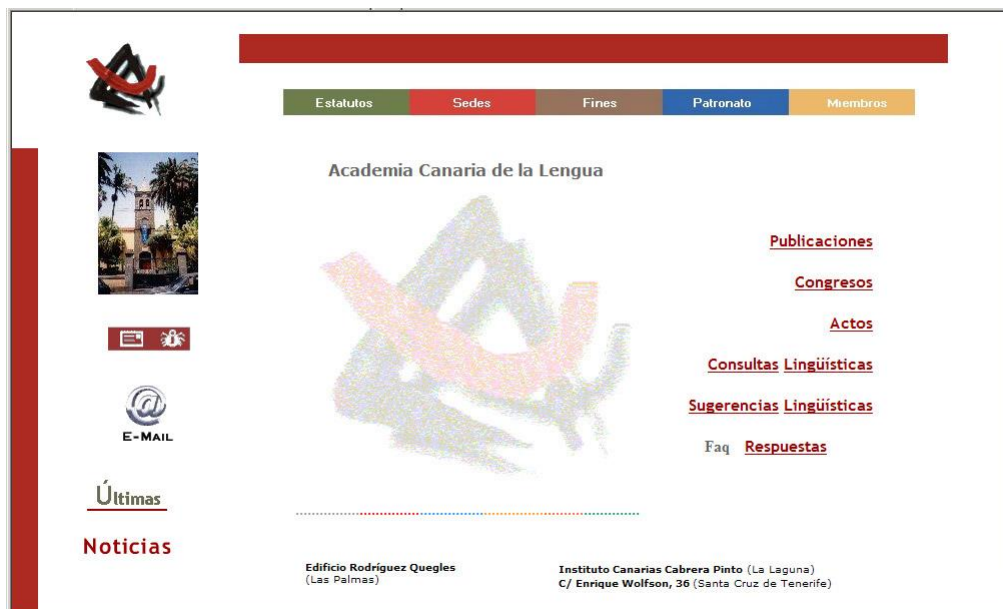 Estatutos Sedes Fines Patronato Miembros
Academia Canaria de la Lengua
Publicaciones
Congresos
Actos
Consultas Lingüísticas
Sugerencias Lingüísticas
Faq Respuestas
E-MAIL
Últimas
Noticias
Edificio Rodríguez Quegles
(Las Palmas)
Instituto Canarias Cabrera Pinto (La Laguna)
C/ Enrique Wolfson, 36 (Santa Cruz de Tenerife)